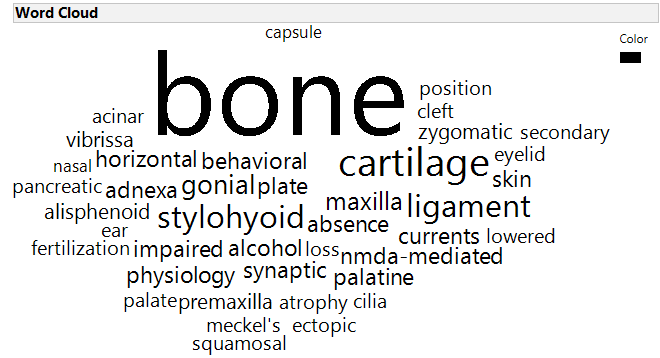 Word Cloud
capsule
Color
bone
position
acinar
cleft
vibrissa
zygomatic secondary
nasal horizontal behavioral cartilage eyelid
pancreatic adnexa gonial plate skin
alisphenoid stylohyoid maxilla ligament
ear absence
fertilization impaired alcohol loss currents lowered
physiology synaptic nmda-mediated
palatine
palate premaxilla atrophy cilia
meckel's ectopic
squamosal